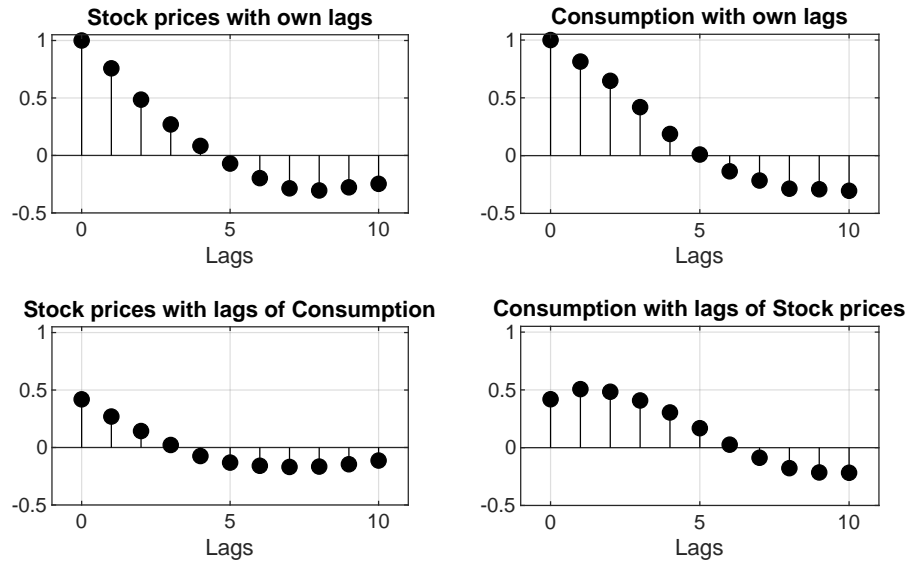 Stock prices with own lags
1
0.5
0
-0.5
0 5 10
Lags
Consumption with own lags
1
0.5
0
-0.5
0 5 10
Lags
Stock prices with lags of Consumption
1
0.5
0
-0.5
0 5 10
Lags
Consumption with lags of Stock prices
1
0.5
0
-0.5
0 5 10
Lags